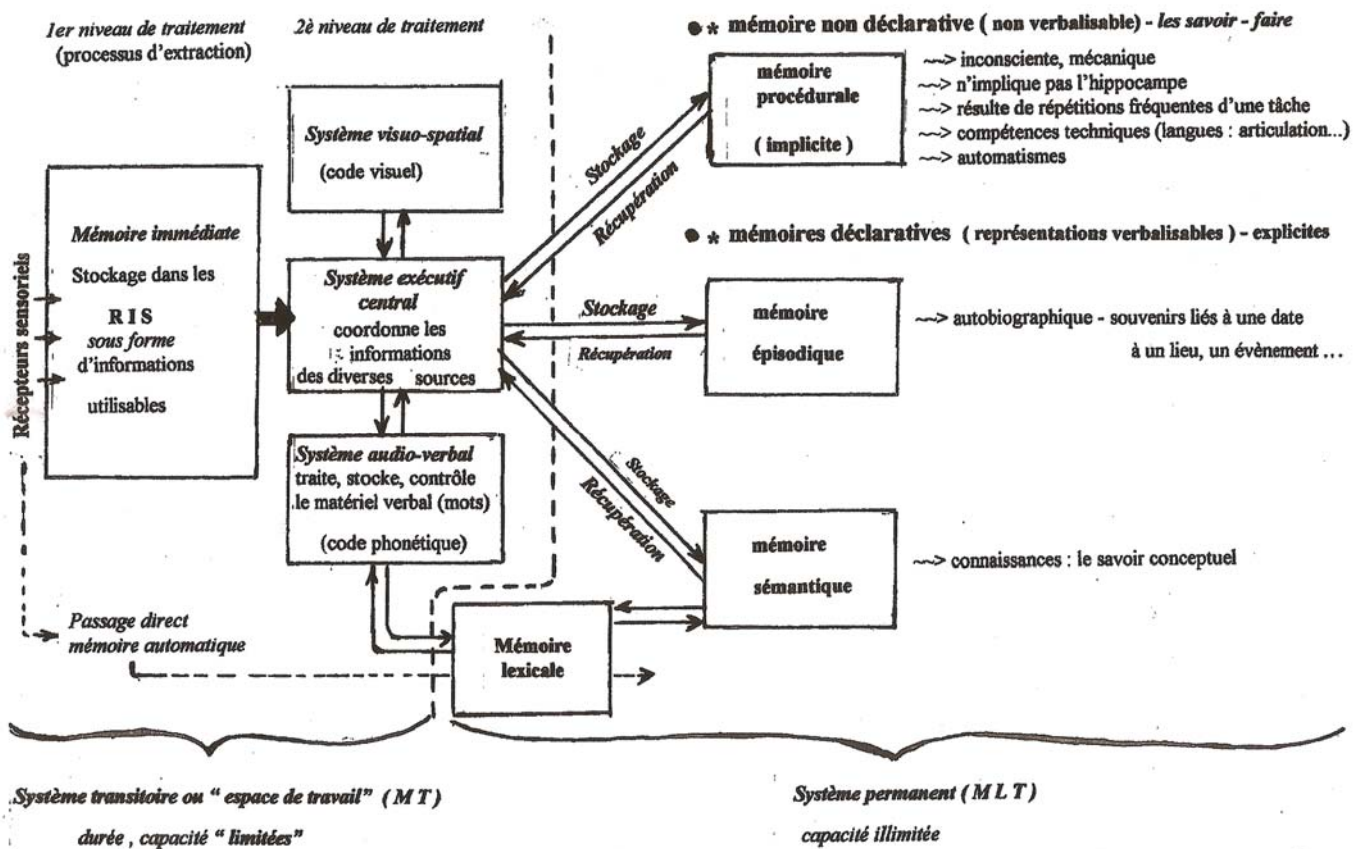 1er niveau de traitement
(processus d'extraction)
2è niveau de traitement
Récepteurs sensoriels
Mémoire immédiate
Stockage dans les
R I S
sous forme
d'informations
utilisables
Système visuo-spatial
(code visuel)
Système exécutif
central
coordonne les
informations
des diverses sources
Système audio-verbal
traite, stocke, contrôle
le matériel verbal (mots)
(code phonétique)
Passage direct
mémoire automatique
Mémoire
lexicale
Stockage
Récupération
Stockage
Récupération
Stockage
Récupération
● * mémoire non déclarative ( non verbalisable) - les savoir - faire
mémoire
procédurale
( implicite )
~~> inconsciente, mécanique
~~> n'implique pas l'hippocampe
~~> résulte de répétitions fréquentes d'une tâche
~~> compétences techniques (langues : articulation...)
~~> automatismes
● * mémoires déclaratives ( représentations verbalisables ) - explicites
mémoire
épisodique
~~> autobiographique - souvenirs liés à une date
à un lieu, un évènement ...
mémoire
sémantique
~~> connaissances : le savoir conceptuel
Système transitoire ou " espace de travail" ( M T )
durée , capacité " limitées"
Système permanent ( M L T )
capacité illimitée